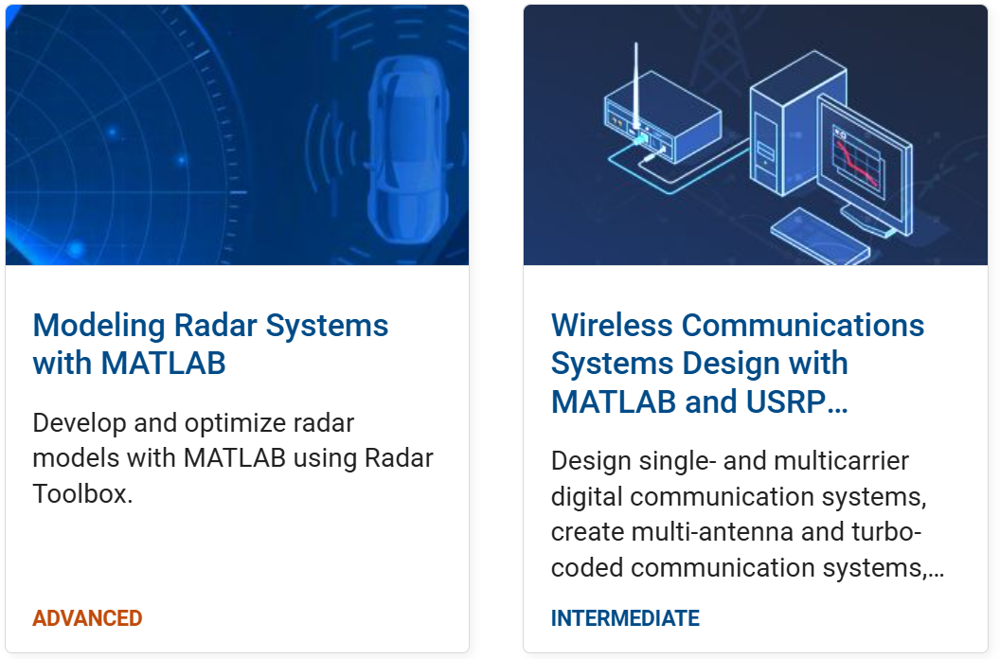 Modeling Radar Systems
with MATLAB
Develop and optimize radar
models with MATLAB using Radar
Toolbox.
ADVANCED
Wireless Communications
Systems Design with
MATLAB and USRP…
Design single- and multicarrier
digital communication systems,
create multi-antenna and turbo-
coded communication systems,…
INTERMEDIATE